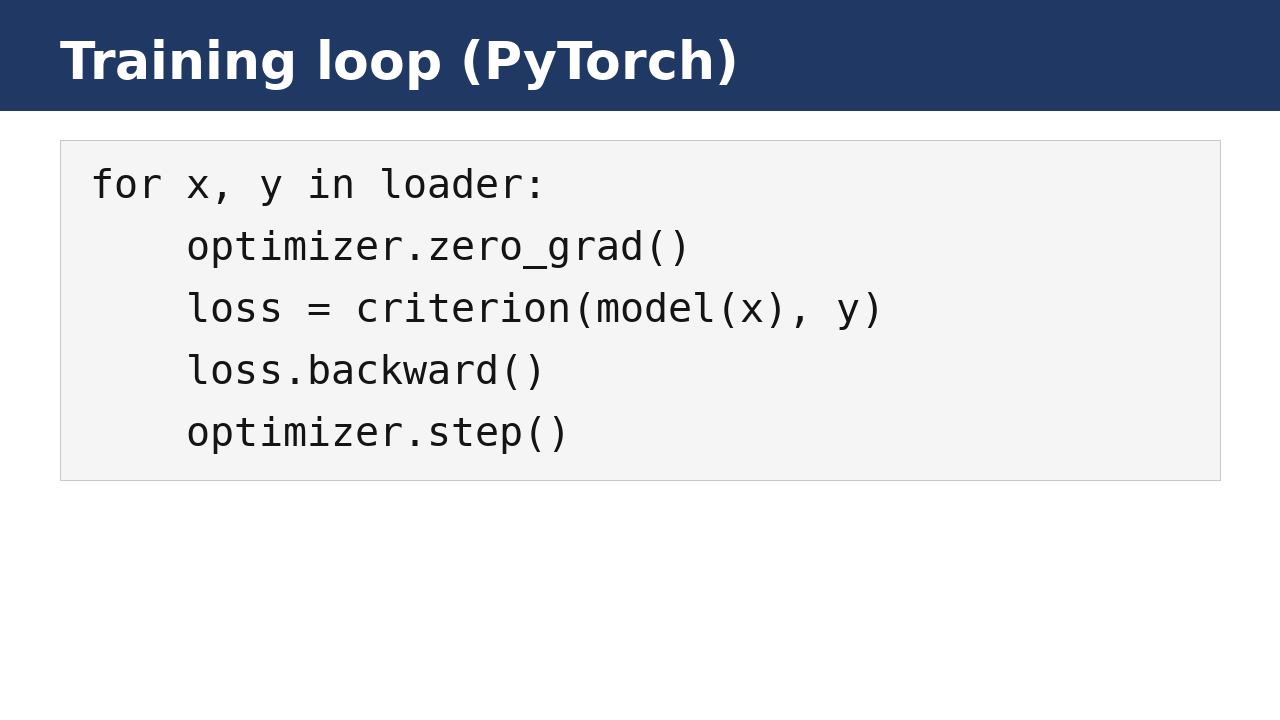 Training loop (PyTorch)
for x, y in loader:
    optimizer.zero_grad()
    loss = criterion(model(x), y)
    loss.backward()
    optimizer.step()